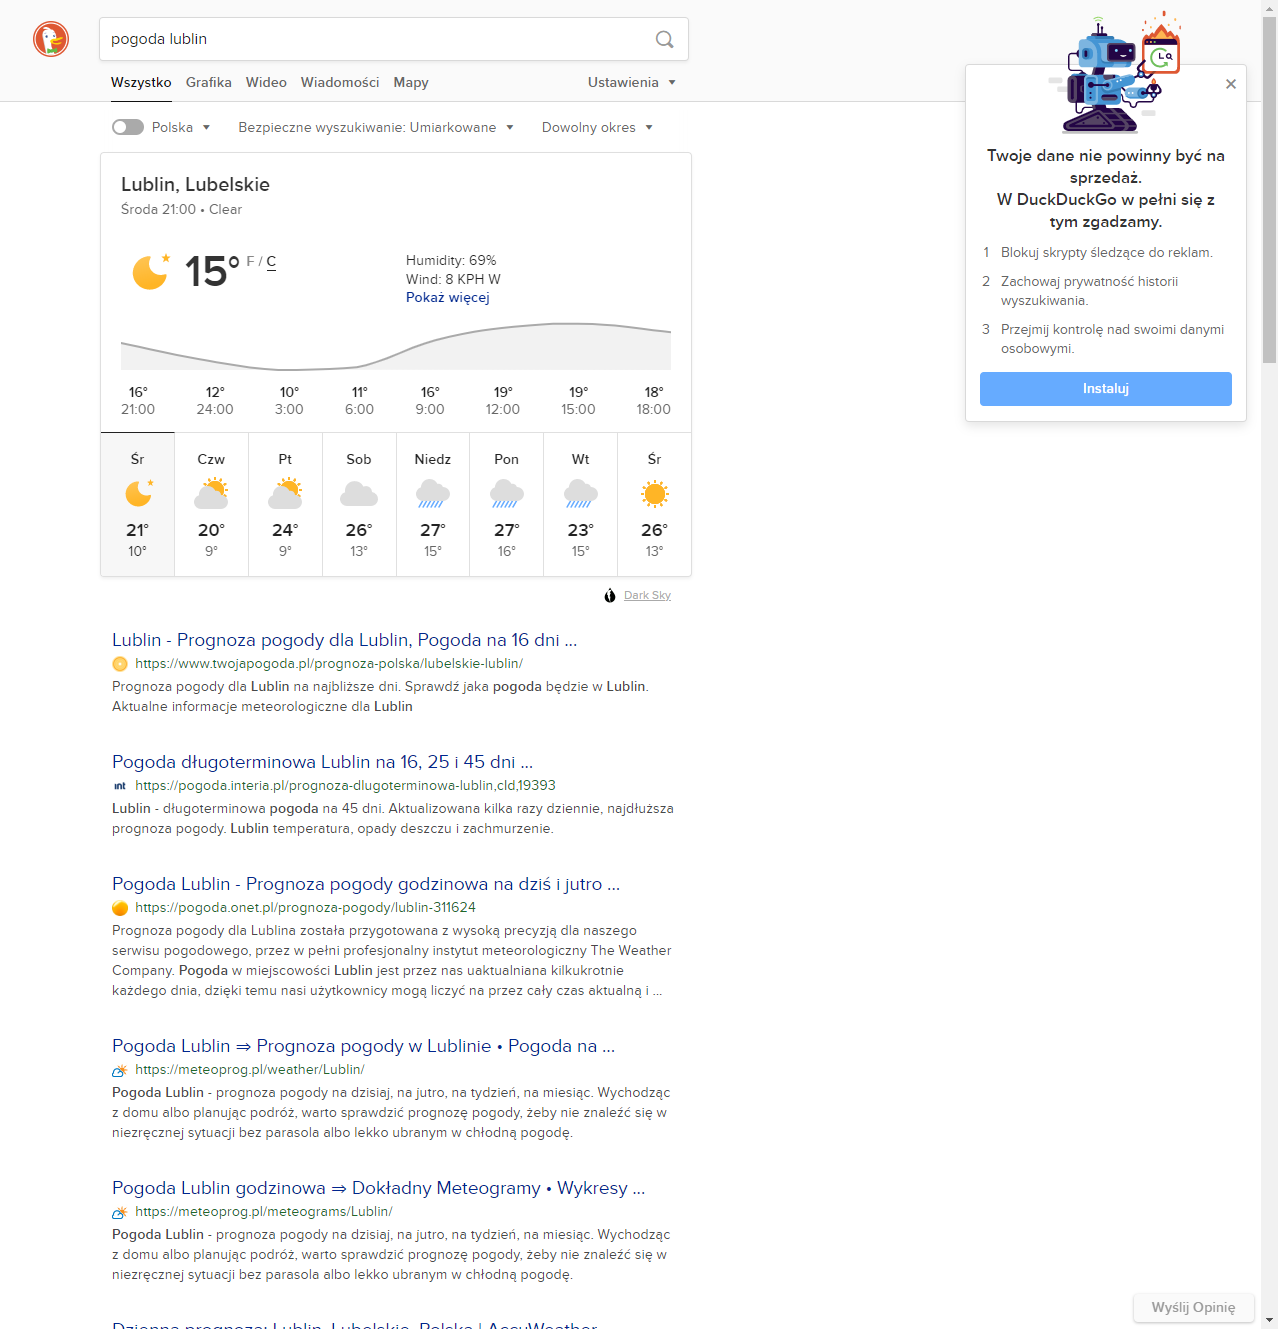 pogoda lublin
Wszystko Grafika Wideo Wiadomości Mapy Ustawienia
Polska Bezpieczne wyszukiwanie: Umiarkowane Dowolny okres
Lublin, Lubelskie
Środa 21:00 • Clear
15° F / C
Humidity: 69%
Wind: 8 KPH W
Pokaż więcej
16° 12° 10° 11° 16° 19° 19° 18°
21:00 24:00 3:00 6:00 9:00 12:00 15:00 18:00
Śr Czw Pt Sob Niedz Pon Wt Śr
21° 20° 24° 26° 27° 27° 23° 26°
10° 9° 9° 13° 15° 16° 15° 13°
Dark Sky
Lublin - Prognoza pogody dla Lublin, Pogoda na 16 dni ...
https://www.twojapogoda.pl/prognoza-polska/lubelskie-lublin/
Prognoza pogody dla Lublin na najbliższe dni. Sprawdź jaka pogoda będzie w Lublin.
Aktualne informacje meteorologiczne dla Lublin
Pogoda długoterminowa Lublin na 16, 25 i 45 dni ...
int https://pogoda.interia.pl/prognoza-dlugoterminowa-lublin,cId,19393
Lublin - długoterminowa pogoda na 45 dni. Aktualizowana kilka razy dziennie, najdłuższa
prognoza pogody. Lublin temperatura, opady deszczu i zachmurzenie.
Pogoda Lublin - Prognoza pogody godzinowa na dziś i jutro ...
https://pogoda.onet.pl/prognoza-pogody/lublin-311624
Prognoza pogody dla Lublina została przygotowana z wysoką precyzją dla naszego
serwisu pogodowego, przez w pełni profesjonalny instytut meteorologiczny The Weather
Company. Pogoda w miejscowości Lublin jest przez nas uaktualniana kilkukrotnie
każdego dnia, dzięki temu nasi użytkownicy mogą liczyć na przez cały czas aktualną i ...
Pogoda Lublin ⇒ Prognoza pogody w Lublinie • Pogoda na ...
https://meteoprog.pl/weather/Lublin/
Pogoda Lublin - prognoza pogody na dzisiaj, na jutro, na tydzień, na miesiąc. Wychodząc
z domu albo planując podróż, warto sprawdzić prognozę pogody, żeby nie znaleźć się w
niezręcznej sytuacji bez parasola albo lekko ubranym w chłodną pogodę.
Pogoda Lublin godzinowa ⇒ Dokładny Meteogramy • Wykresy ...
https://meteoprog.pl/meteograms/Lublin/
Pogoda Lublin - prognoza pogody na dzisiaj, na jutro, na tydzień, na miesiąc. Wychodząc
z domu albo planując podróż, warto sprawdzić prognozę pogody, żeby nie znaleźć się w
niezręcznej sytuacji bez parasola albo lekko ubranym w chłodną pogodę.
Dzienna prognoza: Lublin, Lubelskie, Polska | AccuWeather
Twoje dane nie powinny być na
sprzedaż.
W DuckDuckGo w pełni się z
tym zgadzamy.
1 Blokuj skrypty śledzące do reklam.
2 Zachowaj prywatność historii
wyszukiwania.
3 Przejmij kontrolę nad swoimi danymi
osobowymi.
Instaluj
Wyślij Opinię